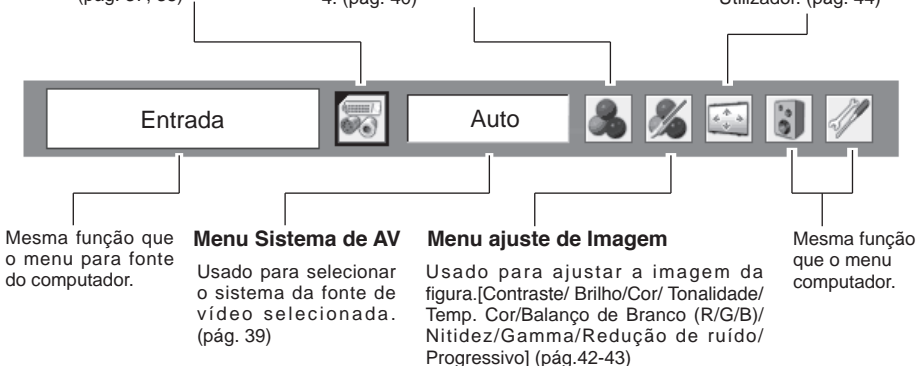 4. (pág. 40)
Utilizador. (pág. 44)
Entrada
Auto
Mesma função que
o menu para fonte
do computador.
Menu Sistema de AV
Usado para selecionar
o sistema da fonte de
vídeo selecionada.
(pág. 39)
Menu ajuste de Imagem
Usado para ajustar a imagem da
figura.[Contraste/ Brilho/Cor/ Tonalidade/
Temp. Cor/Balanço de Branco (R/G/B)/
Nitidez/Gamma/Redução de ruído/
Progressivo] (pág.42-43)
Mesma função
que o menu
computador.